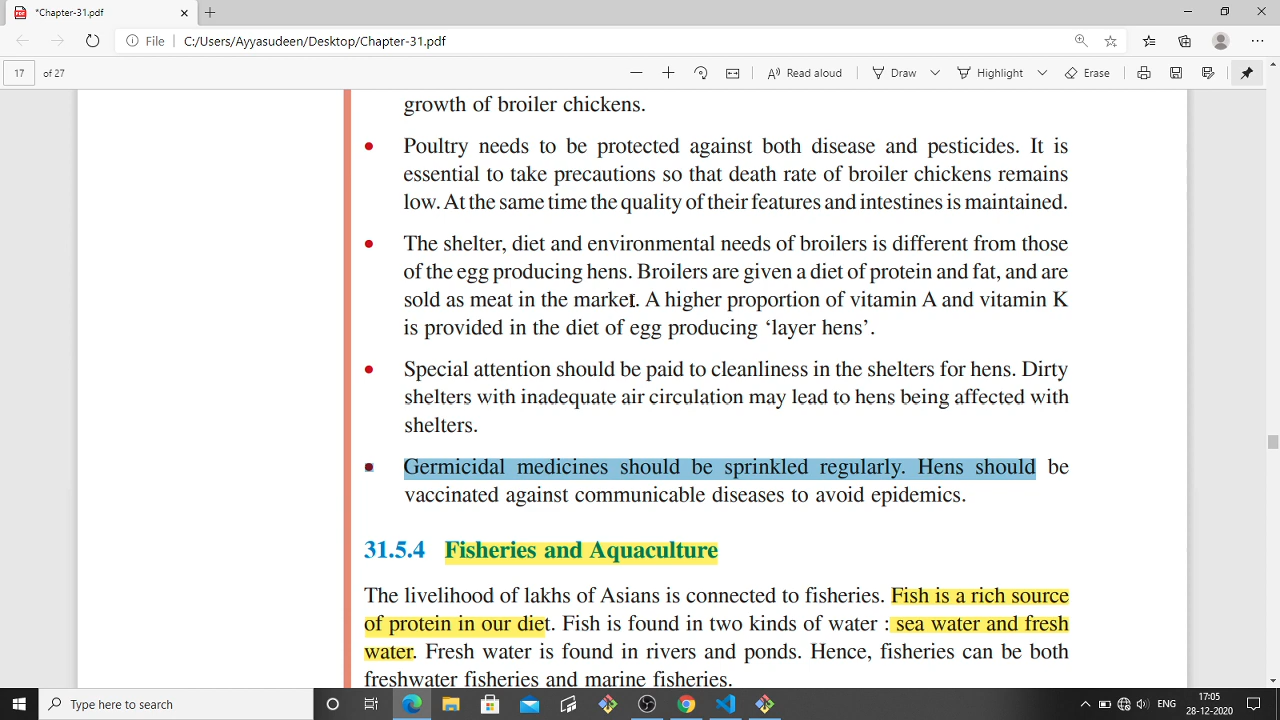 *Chapter-31.pdf
File
C:/Users/Ayyasudeen/Desktop/Chapter-31.pdf
17 of 27
Read aloud
Draw
Highlight
Erase
growth of broiler chickens.
• Poultry needs to be protected against both disease and pesticides. It is
essential to take precautions so that death rate of broiler chickens remains
low. At the same time the quality of their features and intestines is maintained.
• The shelter, diet and environmental needs of broilers is different from those
of the egg producing hens. Broilers are given a diet of protein and fat, and are
sold as meat in the market. A higher proportion of vitamin A and vitamin K
is provided in the diet of egg producing ‘layer hens’.
• Special attention should be paid to cleanliness in the shelters for hens. Dirty
shelters with inadequate air circulation may lead to hens being affected with
shelters.
• Germicidal medicines should be sprinkled regularly. Hens should be
vaccinated against communicable diseases to avoid epidemics.
31.5.4 Fisheries and Aquaculture
The livelihood of lakhs of Asians is connected to fisheries. Fish is a rich source
of protein in our diet. Fish is found in two kinds of water : sea water and fresh
water. Fresh water is found in rivers and ponds. Hence, fisheries can be both
freshwater fisheries and marine fisheries.
Type here to search
ENG
17:05
28-12-2020